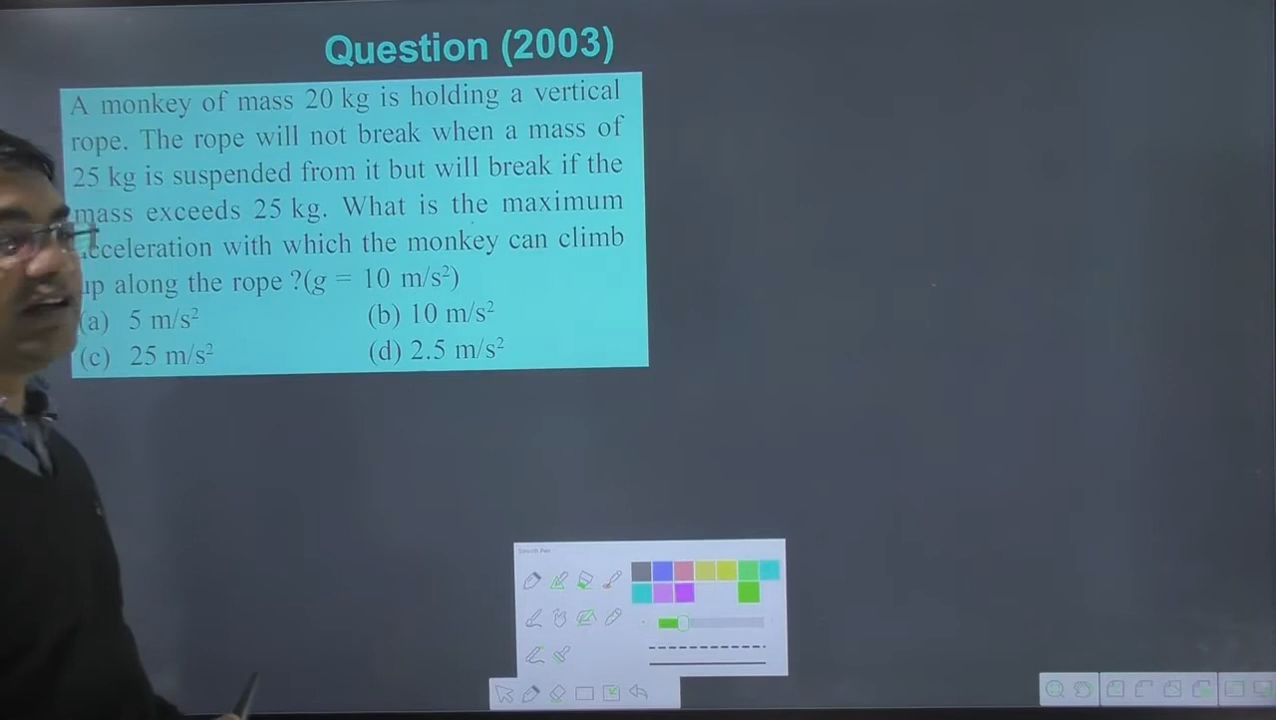 Question (2003)
A monkey of mass 20 kg is holding a vertical
rope. The rope will not break when a mass of
25 kg is suspended from it but will break if the
mass exceeds 25 kg. What is the maximum
cceleration with which the monkey can climb
up along the rope ?(g = 10 m/s²)
(a) 5 m/s² (b) 10 m/s²
(c) 25 m/s² (d) 2.5 m/s²
Smooth Pen